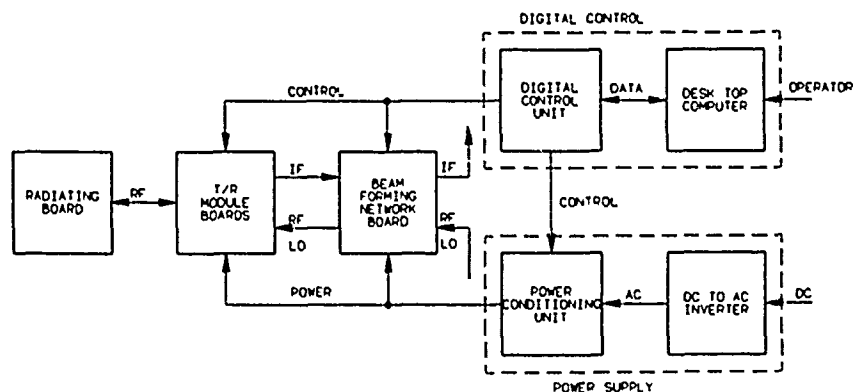 DIGITAL CONTROL
DIGITAL
CONTROL
UNIT
DATA
DESK TOP
COMPUTER
OPERATOR
CONTROL
RADIATING
BOARD
RF
T/R
MODULE
BOARDS
IF
RF
LO
BEAM
FORMING
NETWORK
BOARD
IF
RF
LO
CONTROL
POWER
POWER
CONDITIONING
UNIT
AC
DC TO AC
INVERTER
DC
POWER SUPPLY